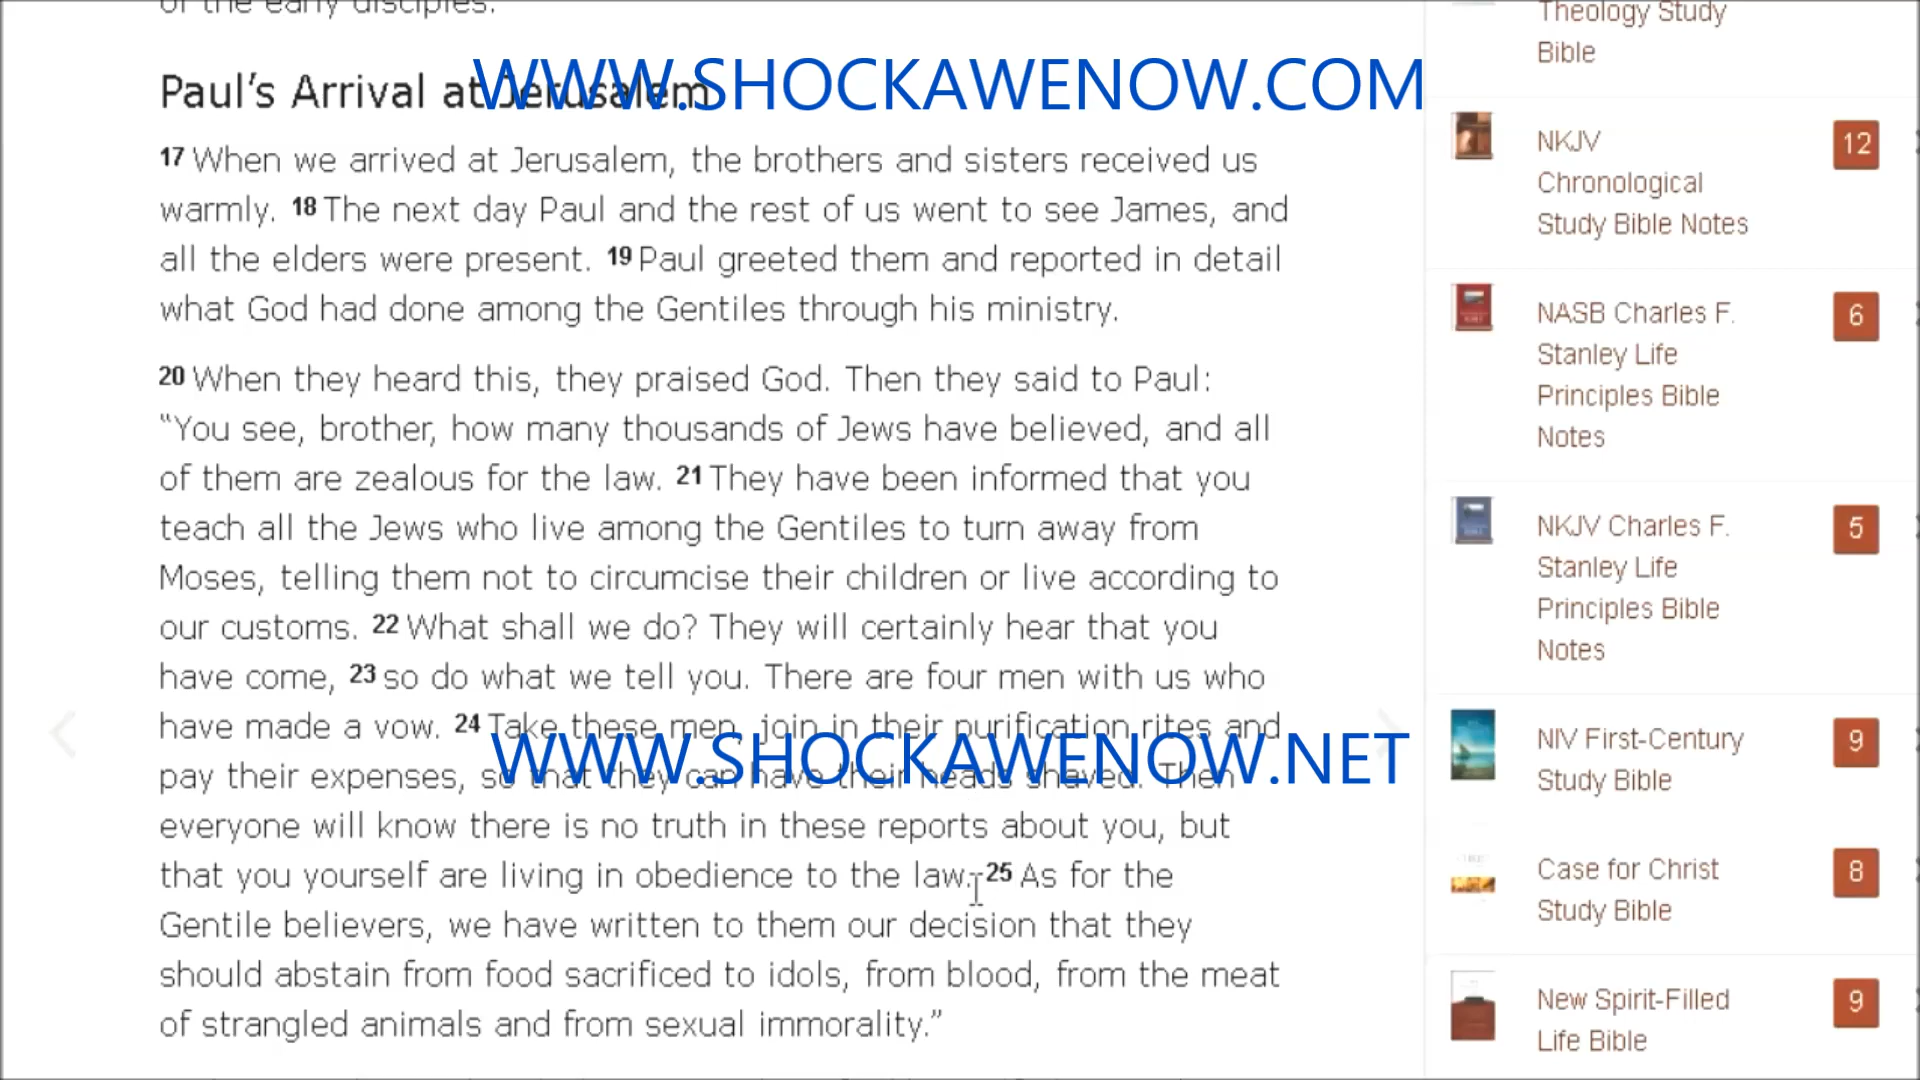 of the early disciples.
WWW.SHOCKAWENOW.COM
Paul's Arrival at Jerusalem
17 When we arrived at Jerusalem, the brothers and sisters received us
warmly. 18 The next day Paul and the rest of us went to see James, and
all the elders were present. 19 Paul greeted them and reported in detail
what God had done among the Gentiles through his ministry.
20 When they heard this, they praised God. Then they said to Paul:
“You see, brother, how many thousands of Jews have believed, and all
of them are zealous for the law. 21 They have been informed that you
teach all the Jews who live among the Gentiles to turn away from
Moses, telling them not to circumcise their children or live according to
our customs. 22 What shall we do? They will certainly hear that you
have come, 23 so do what we tell you. There are four men with us who
have made a vow. 24 Take these men, join in their purification rites and
WWW.SHOCKAWENOW.NET
pay their expenses, so that they can have their heads shaved. Then
everyone will know there is no truth in these reports about you, but
that you yourself are living in obedience to the law. 25 As for the
Gentile believers, we have written to them our decision that they
should abstain from food sacrificed to idols, from blood, from the meat
of strangled animals and from sexual immorality.”
Theology Study
Bible
NKJV
12
Chronological
Study Bible Notes
NASB Charles F.
6
Stanley Life
Principles Bible
Notes
NKJV Charles F.
5
Stanley Life
Principles Bible
Notes
NIV First-Century
9
Study Bible
Case for Christ
8
Study Bible
New Spirit-Filled
9
Life Bible